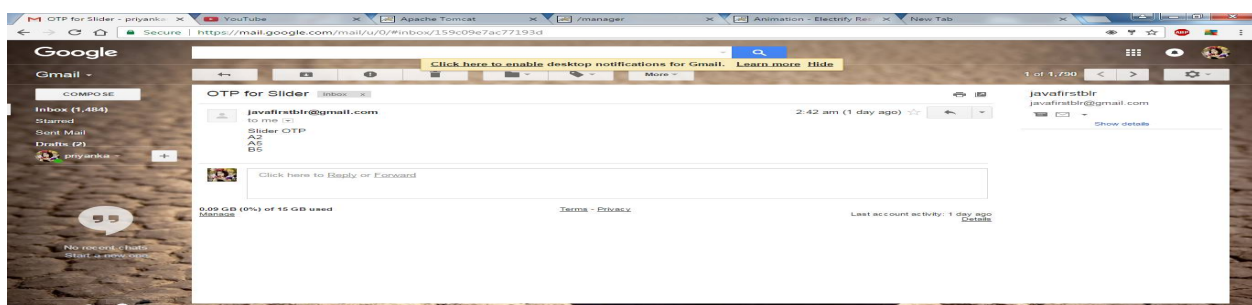 OTP for Slider - priyanka
YouTube
Apache Tomcat
/manager
Animation - Electrify Re
New Tab
Secure
https://mail.google.com/mail/u/0/#inbox/159c09e7ac77193d
ABP
Google
Click here to enable desktop notifications for Gmail. Learn more Hide
Gmail
More
1 of 1,790
COMPOSE
OTP for Slider
Inbox x
javafirstblr
javafirstblr@gmail.com
Inbox (1,484)
Starred
Sent Mail
Drafts (2)
priyanka
javafirstblr@gmail.com
to me
2:42 am (1 day ago)
Show details
Slider OTP
A2
A5
B5
Click here to Reply or Forward
0.09 GB (0%) of 15 GB used
Manage
Terms - Privacy
Last account activity: 1 day ago
Details
No recent chats
Start a new one